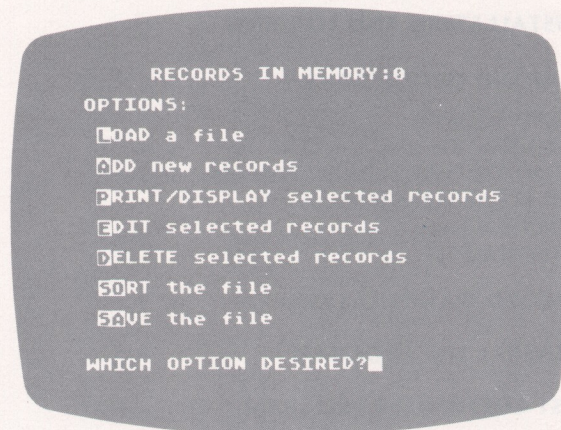 RECORDS IN MEMORY:0
OPTIONS:
LOAD a file
ADD new records
PRINT/DISPLAY selected records
EDIT selected records
DELETE selected records
SORT the file
SAVE the file
WHICH OPTION DESIRED?